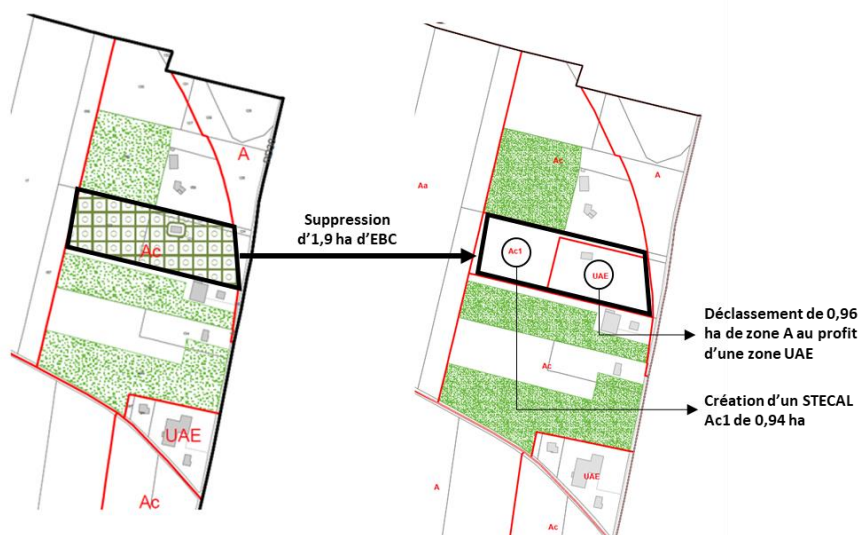 A
Ac
UAE
Ac
Suppression
d'1,9 ha d'EBC
Aa
Ac
A
Ac1
UAE
Ac
UAE
A
Ac
Déclassement de 0,96
ha de zone A au profit
d'une zone UAE
Création d'un STECAL
Ac1 de 0,94 ha